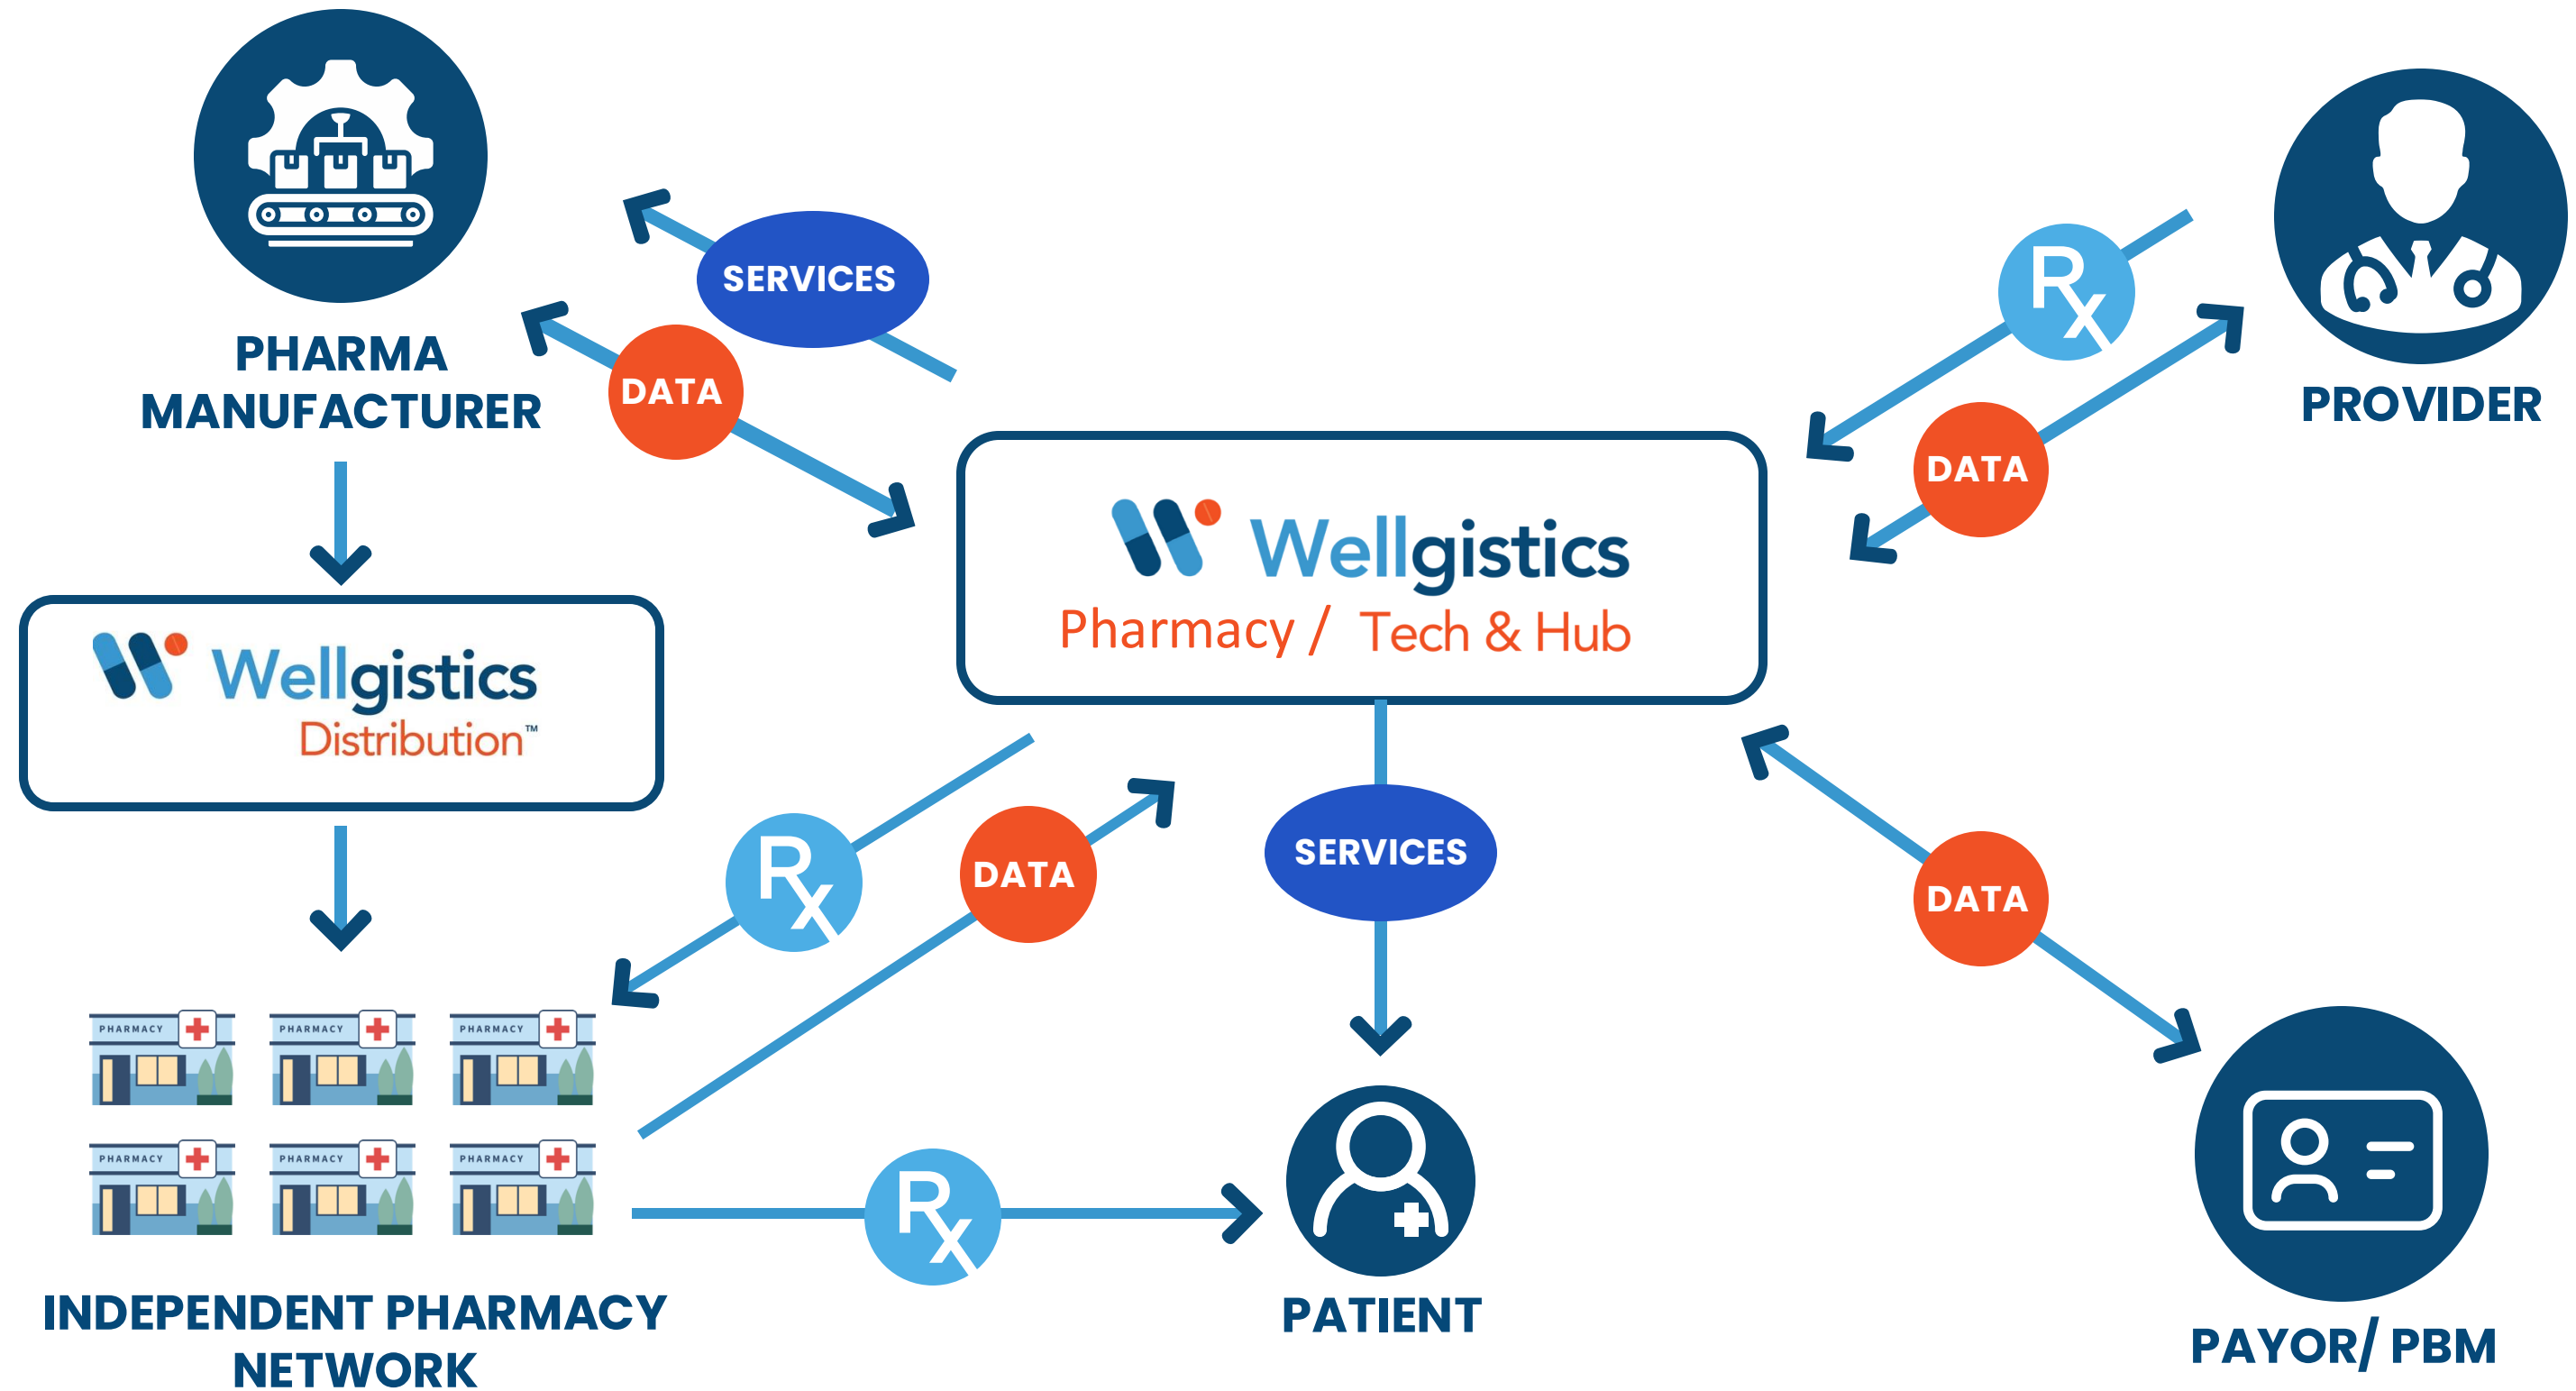 PHARMA
MANUFACTURER
SERVICES
DATA
Rx
DATA
PROVIDER
Wellgistics
Pharmacy / Tech & Hub
Wellgistics
Distribution™
Rx
DATA
SERVICES
DATA
PHARMACY
PHARMACY
PHARMACY
PHARMACY
PHARMACY
PHARMACY
Rx
INDEPENDENT PHARMACY
NETWORK
PATIENT
PAYOR/ PBM